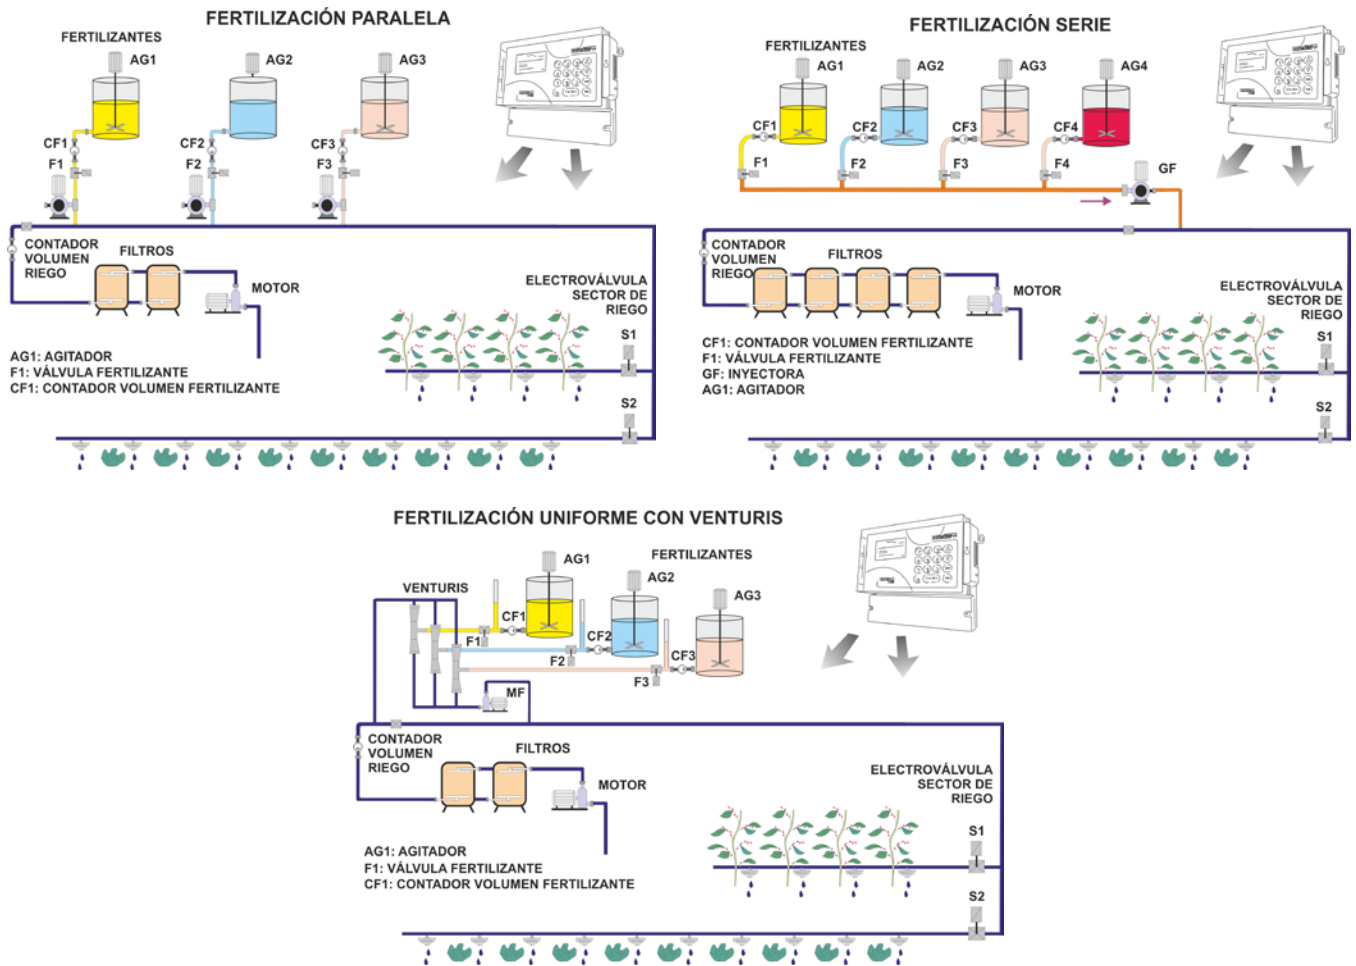 FERTILIZACIÓN PARALELA
FERTILIZANTES
AG1
AG2
AG3
CF1
CF2
CF3
F1
F2
F3
CONTADOR
VOLUMEN
RIEGO
FILTROS
MOTOR
ELECTROVÁLVULA
SECTOR DE
RIEGO
S1
S2
AG1: AGITADOR
F1: VÁLVULA FERTILIZANTE
CF1: CONTADOR VOLUMEN FERTILIZANTE
FERTILIZACIÓN SERIE
FERTILIZANTES
AG1
AG2
AG3
AG4
CF1
CF2
CF3
CF4
F1
F2
F3
F4
GF
CONTADOR
VOLUMEN
RIEGO
FILTROS
MOTOR
ELECTROVÁLVULA
SECTOR DE
RIEGO
S1
S2
CF1: CONTADOR VOLUMEN FERTILIZANTE
F1: VÁLVULA FERTILIZANTE
GF: INYECTORA
AG1: AGITADOR
FERTILIZACIÓN UNIFORME CON VENTURIS
FERTILIZANTES
AG1
AG2
AG3
VENTURIS
CF1
CF2
CF3
F1
F2
F3
MF
CONTADOR
VOLUMEN
RIEGO
FILTROS
MOTOR
ELECTROVÁLVULA
SECTOR DE
RIEGO
S1
S2
AG1: AGITADOR
F1: VÁLVULA FERTILIZANTE
CF1: CONTADOR VOLUMEN FERTILIZANTE